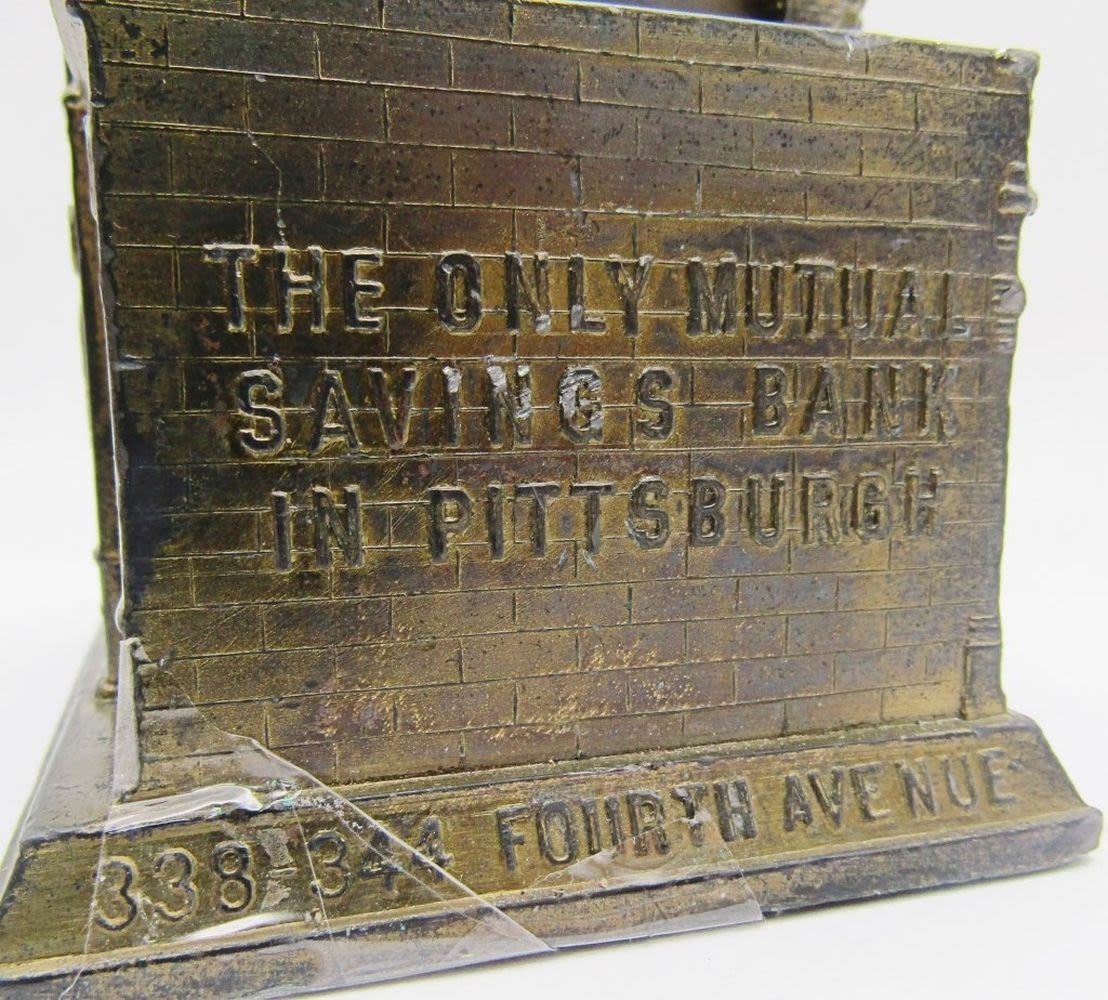 THE ONLY MUTUAL
SAVINGS BANK
IN PITTSBURGH
338-344 FOURTH AVENUE